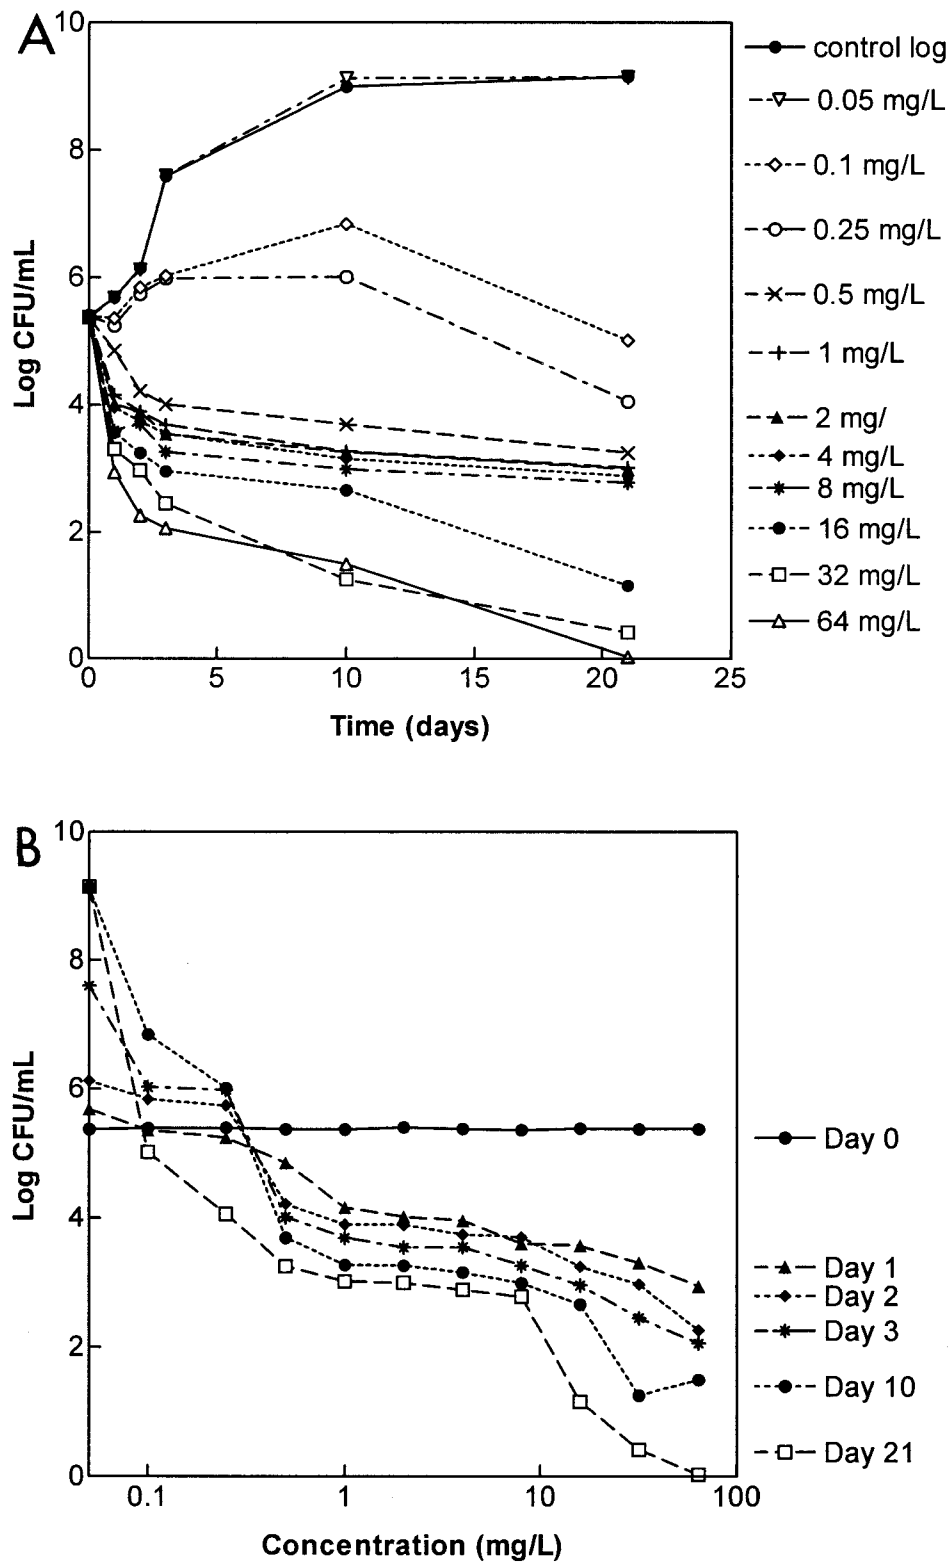 A
10
8
6
4
2
0
Log CFU/mL
0 5 10 15 20 25
Time (days)
control log
0.05 mg/L
0.1 mg/L
0.25 mg/L
0.5 mg/L
1 mg/L
2 mg/
4 mg/L
8 mg/L
16 mg/L
32 mg/L
64 mg/L
B
10
8
6
4
2
0
Log CFU/mL
0.1 1 10 100
Concentration (mg/L)
Day 0
Day 1
Day 2
Day 3
Day 10
Day 21